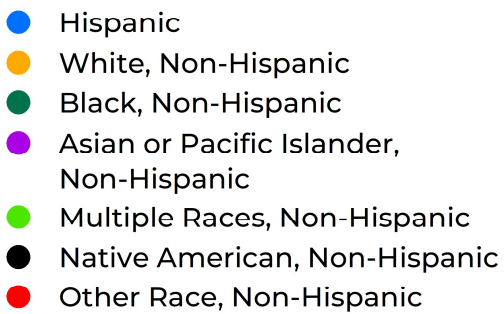 Hispanic
White, Non-Hispanic
Black, Non-Hispanic
Asian or Pacific Islander,
Non-Hispanic
Multiple Races, Non-Hispanic
Native American, Non-Hispanic
Other Race, Non-Hispanic